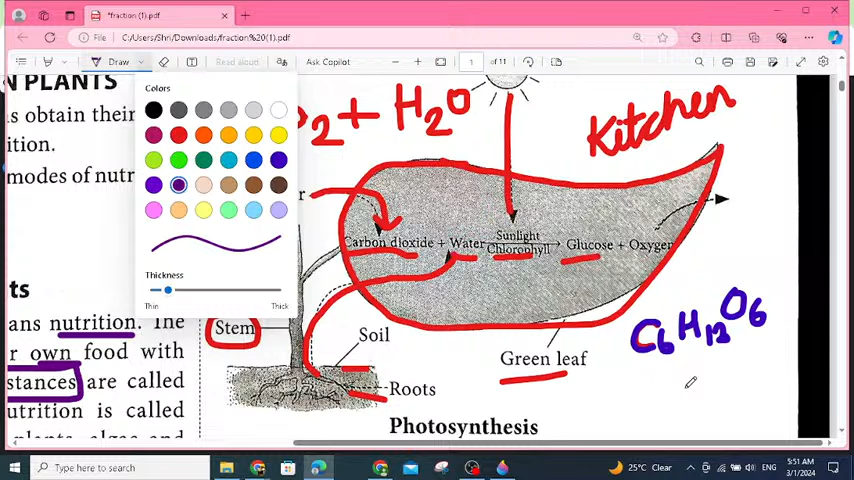 *fraction (1).pdf
File C:/Users/Shri/Downloads/fraction%20(1).pdf
Draw Read aloud Ask Copilot 1 of 11
N PLANTS
s obtain their
ition.
modes of nut
ts
ans nutrition. The
r own food with
stances are called
utrition is called
Colors
Thickness
Thin Thick
2 + H2O
Kitchen
r
Sunlight
Carbon dioxide + Water Chlorophyll Glucose + Oxygen
C6H12O6
Stem
Soil
Green leaf
Roots
Photosynthesis
Type here to search
25°C Clear
ENG
5:51 AM
3/1/2024